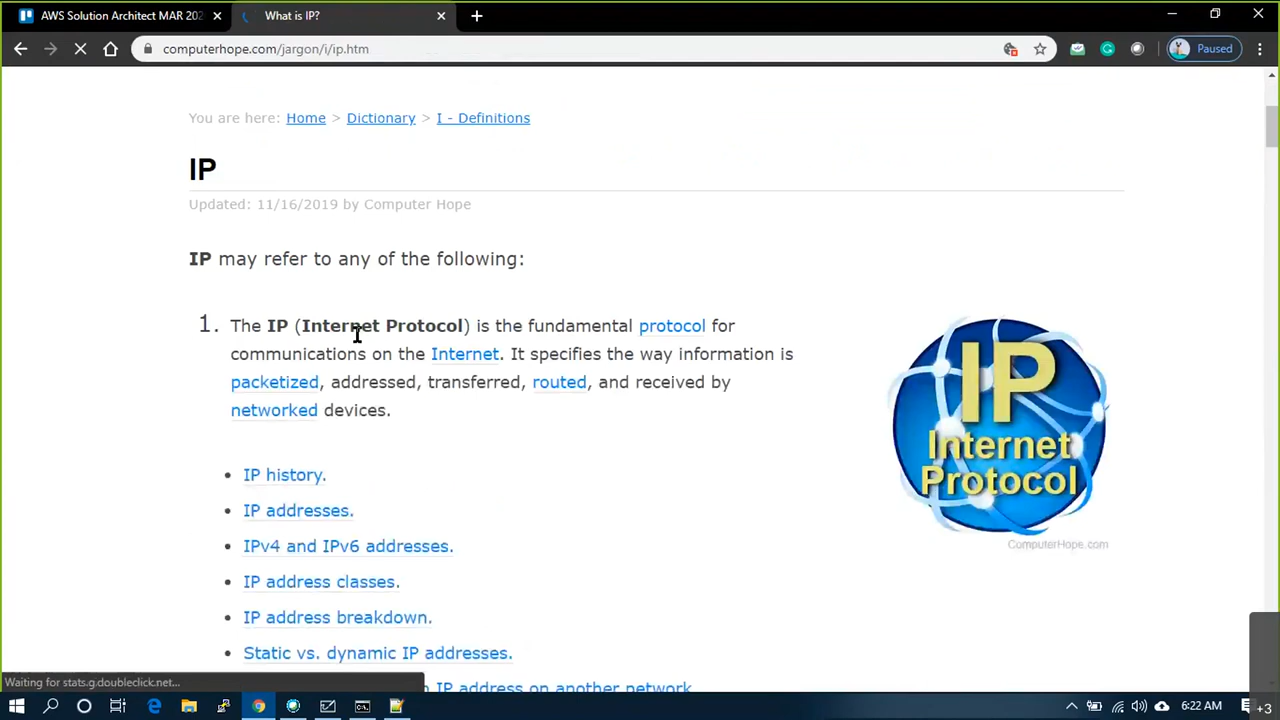 AWS Solution Architect MAR 202
What is IP?
computerhope.com/jargon/i/ip.htm
Paused
You are here: Home > Dictionary > I - Definitions
IP
Updated: 11/16/2019 by Computer Hope
IP may refer to any of the following:
1. The IP (Internet Protocol) is the fundamental protocol for
communications on the Internet. It specifies the way information is
packetized, addressed, transferred, routed, and received by
networked devices.
IP
Internet
Protocol
ComputerHope.com
• IP history.
• IP addresses.
• IPv4 and IPv6 addresses.
• IP address classes.
• IP address breakdown.
• Static vs. dynamic IP addresses.
IP address on another network
Waiting for stats.g.doubleclick.net...
6:22 AM
+3